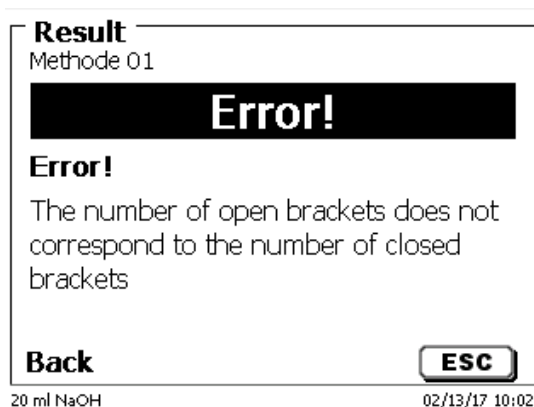 Result
Methode 01
Error!
Error!
The number of open brackets does not
correspond to the number of closed
brackets
Back ESC
20 ml NaOH 02/13/17 10:02